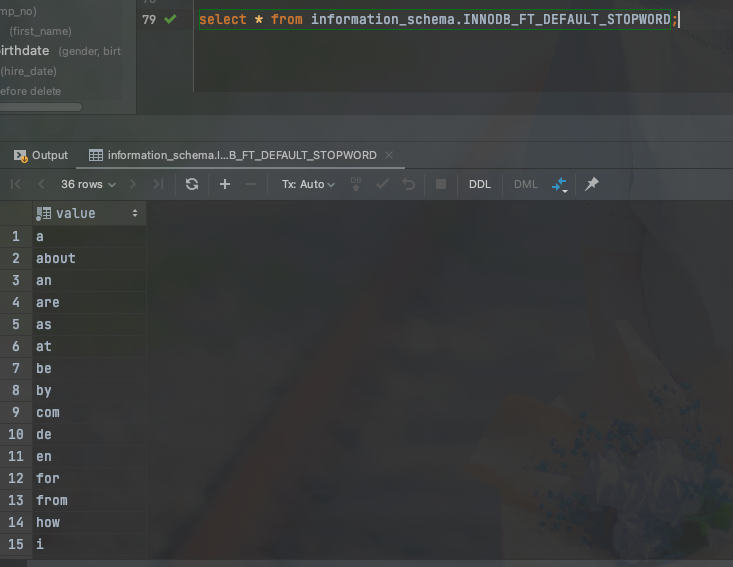 mp_no)
(first_name)
irthdate (gender, birt
(hire_date)
efore delete
79 select * from information_schema.INNODB_FT_DEFAULT_STOPWORD;
Output information_schema.I...B_FT_DEFAULT_STOPWORD
36 rows Tx: Auto DB DDL DML
value
1 a
2 about
3 an
4 are
5 as
6 at
7 be
8 by
9 com
10 de
11 en
12 for
13 from
14 how
15 i